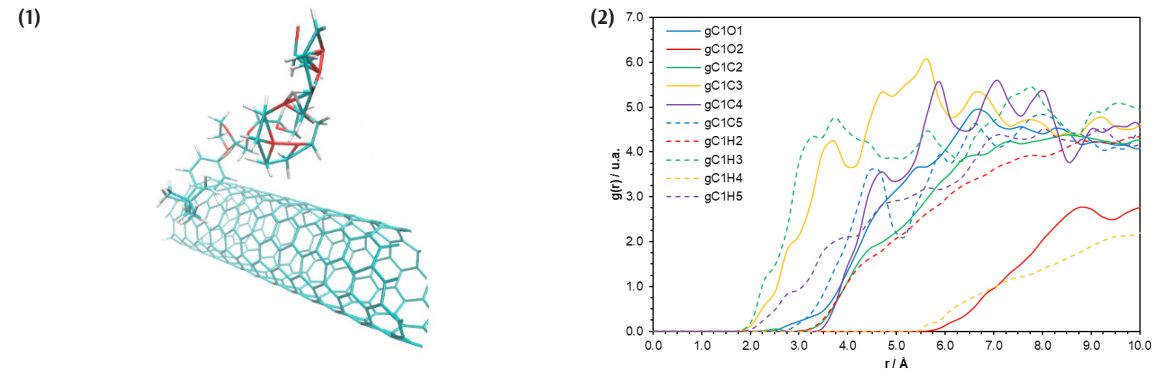 (1)
(2)
7.0
6.0
5.0
4.0
3.0
2.0
1.0
0.0
g(r) / u.a.
gC1O1
gC1O2
gC1C2
gC1C3
gC1C4
gC1C5
gC1H2
gC1H3
gC1H4
gC1H5
0.0 1.0 2.0 3.0 4.0 5.0 6.0 7.0 8.0 9.0 10.0
r / Å